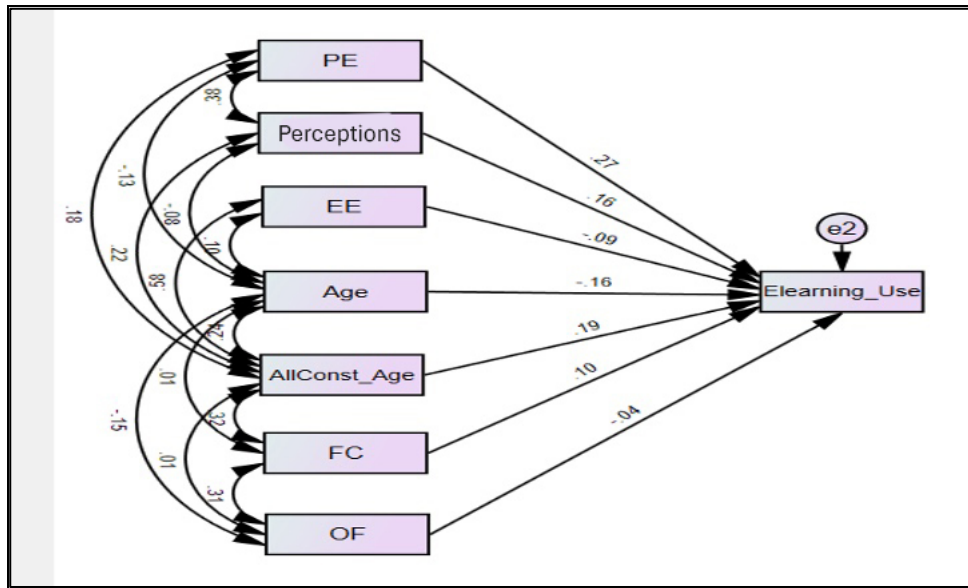 PE
.38
Perceptions
.27
-.13
.16
EE
-.08
-.09
.18
.10
e2
.22
.58
Age
-.16
Elearning_Use
.24
.19
AllConst_Age
.01
.32
.10
-.15
FC
-.04
.01
.31
OF